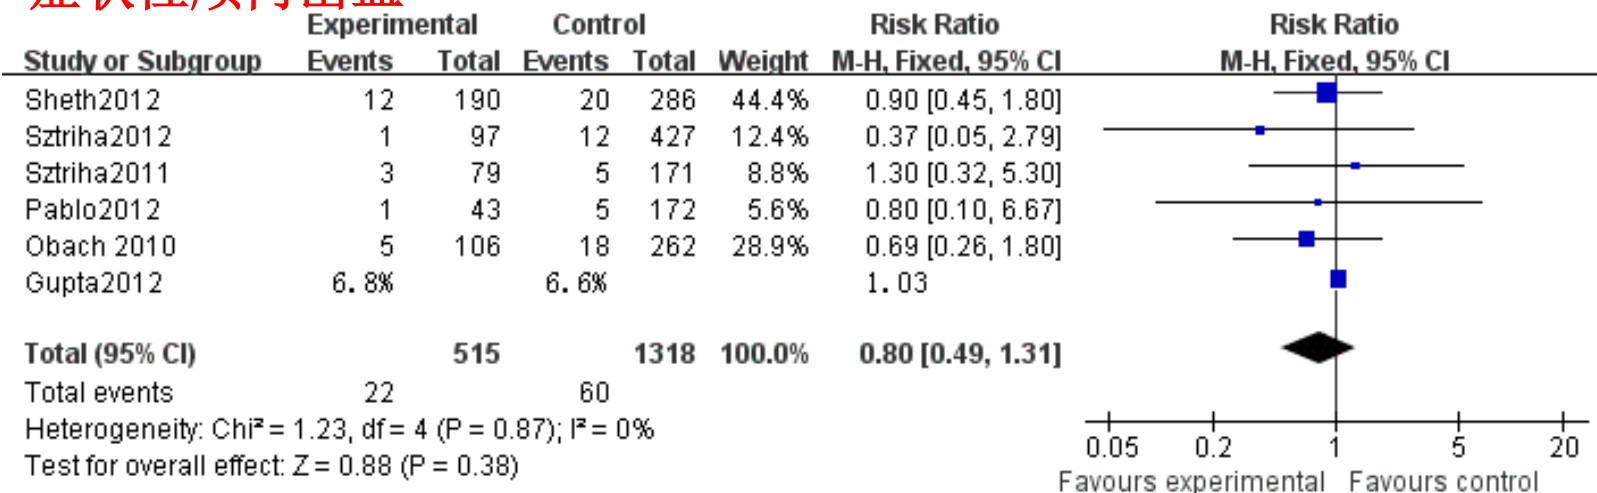 症状性颅内出血
Experimental Control Risk Ratio Risk Ratio
Study or Subgroup Events Total Events Total Weight M-H, Fixed, 95% CI M-H, Fixed, 95% CI
Sheth2012 12 190 20 286 44.4% 0.90 [0.45, 1.80]
Sztriha2012 1 97 12 427 12.4% 0.37 [0.05, 2.79]
Sztriha2011 3 79 5 171 8.8% 1.30 [0.32, 5.30]
Pablo2012 1 43 5 172 5.6% 0.80 [0.10, 6.67]
Obach 2010 5 106 18 262 28.9% 0.69 [0.26, 1.80]
Gupta2012 6.8% 6.6% 1.03
Total (95% CI) 515 1318 100.0% 0.80 [0.49, 1.31]
Total events 22 60
Heterogeneity: Chi² = 1.23, df = 4 (P = 0.87); I² = 0%
Test for overall effect: Z = 0.88 (P = 0.38)
0.05 0.2 1 5 20
Favours experimental Favours control